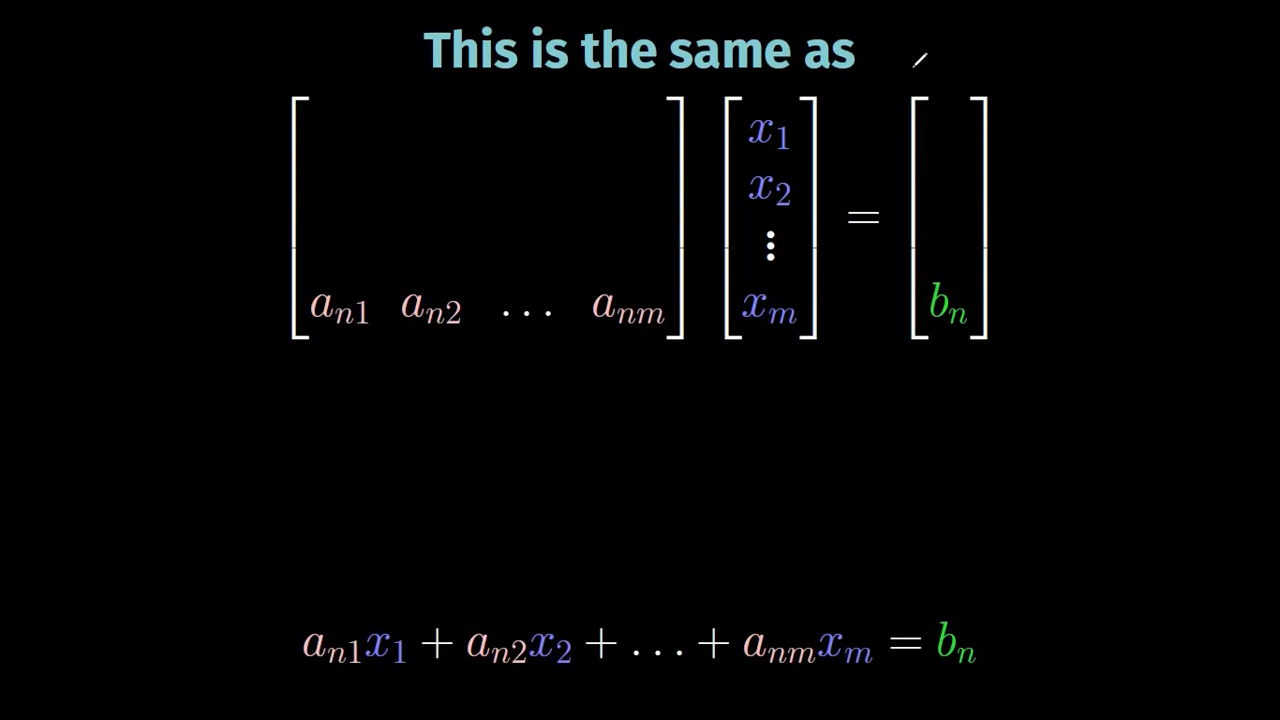 This is the same as
x₁
x₂
⋮
aₙ₁ aₙ₂ … aₙₘ xₘ = bₙ
aₙ₁x₁ + aₙ₂x₂ + … + aₙₘxₘ = bₙ